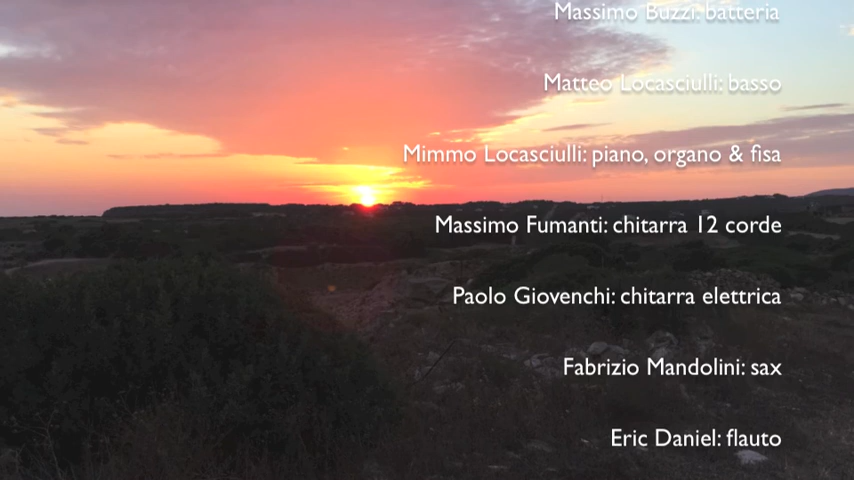 Massimo Buzzi: batteria
Matteo Locasciulli: basso
Mimmo Locasciulli: piano, organo & fisa
Massimo Fumanti: chitarra 12 corde
Paolo Giovenchi: chitarra elettrica
Fabrizio Mandolini: sax
Eric Daniel: flauto